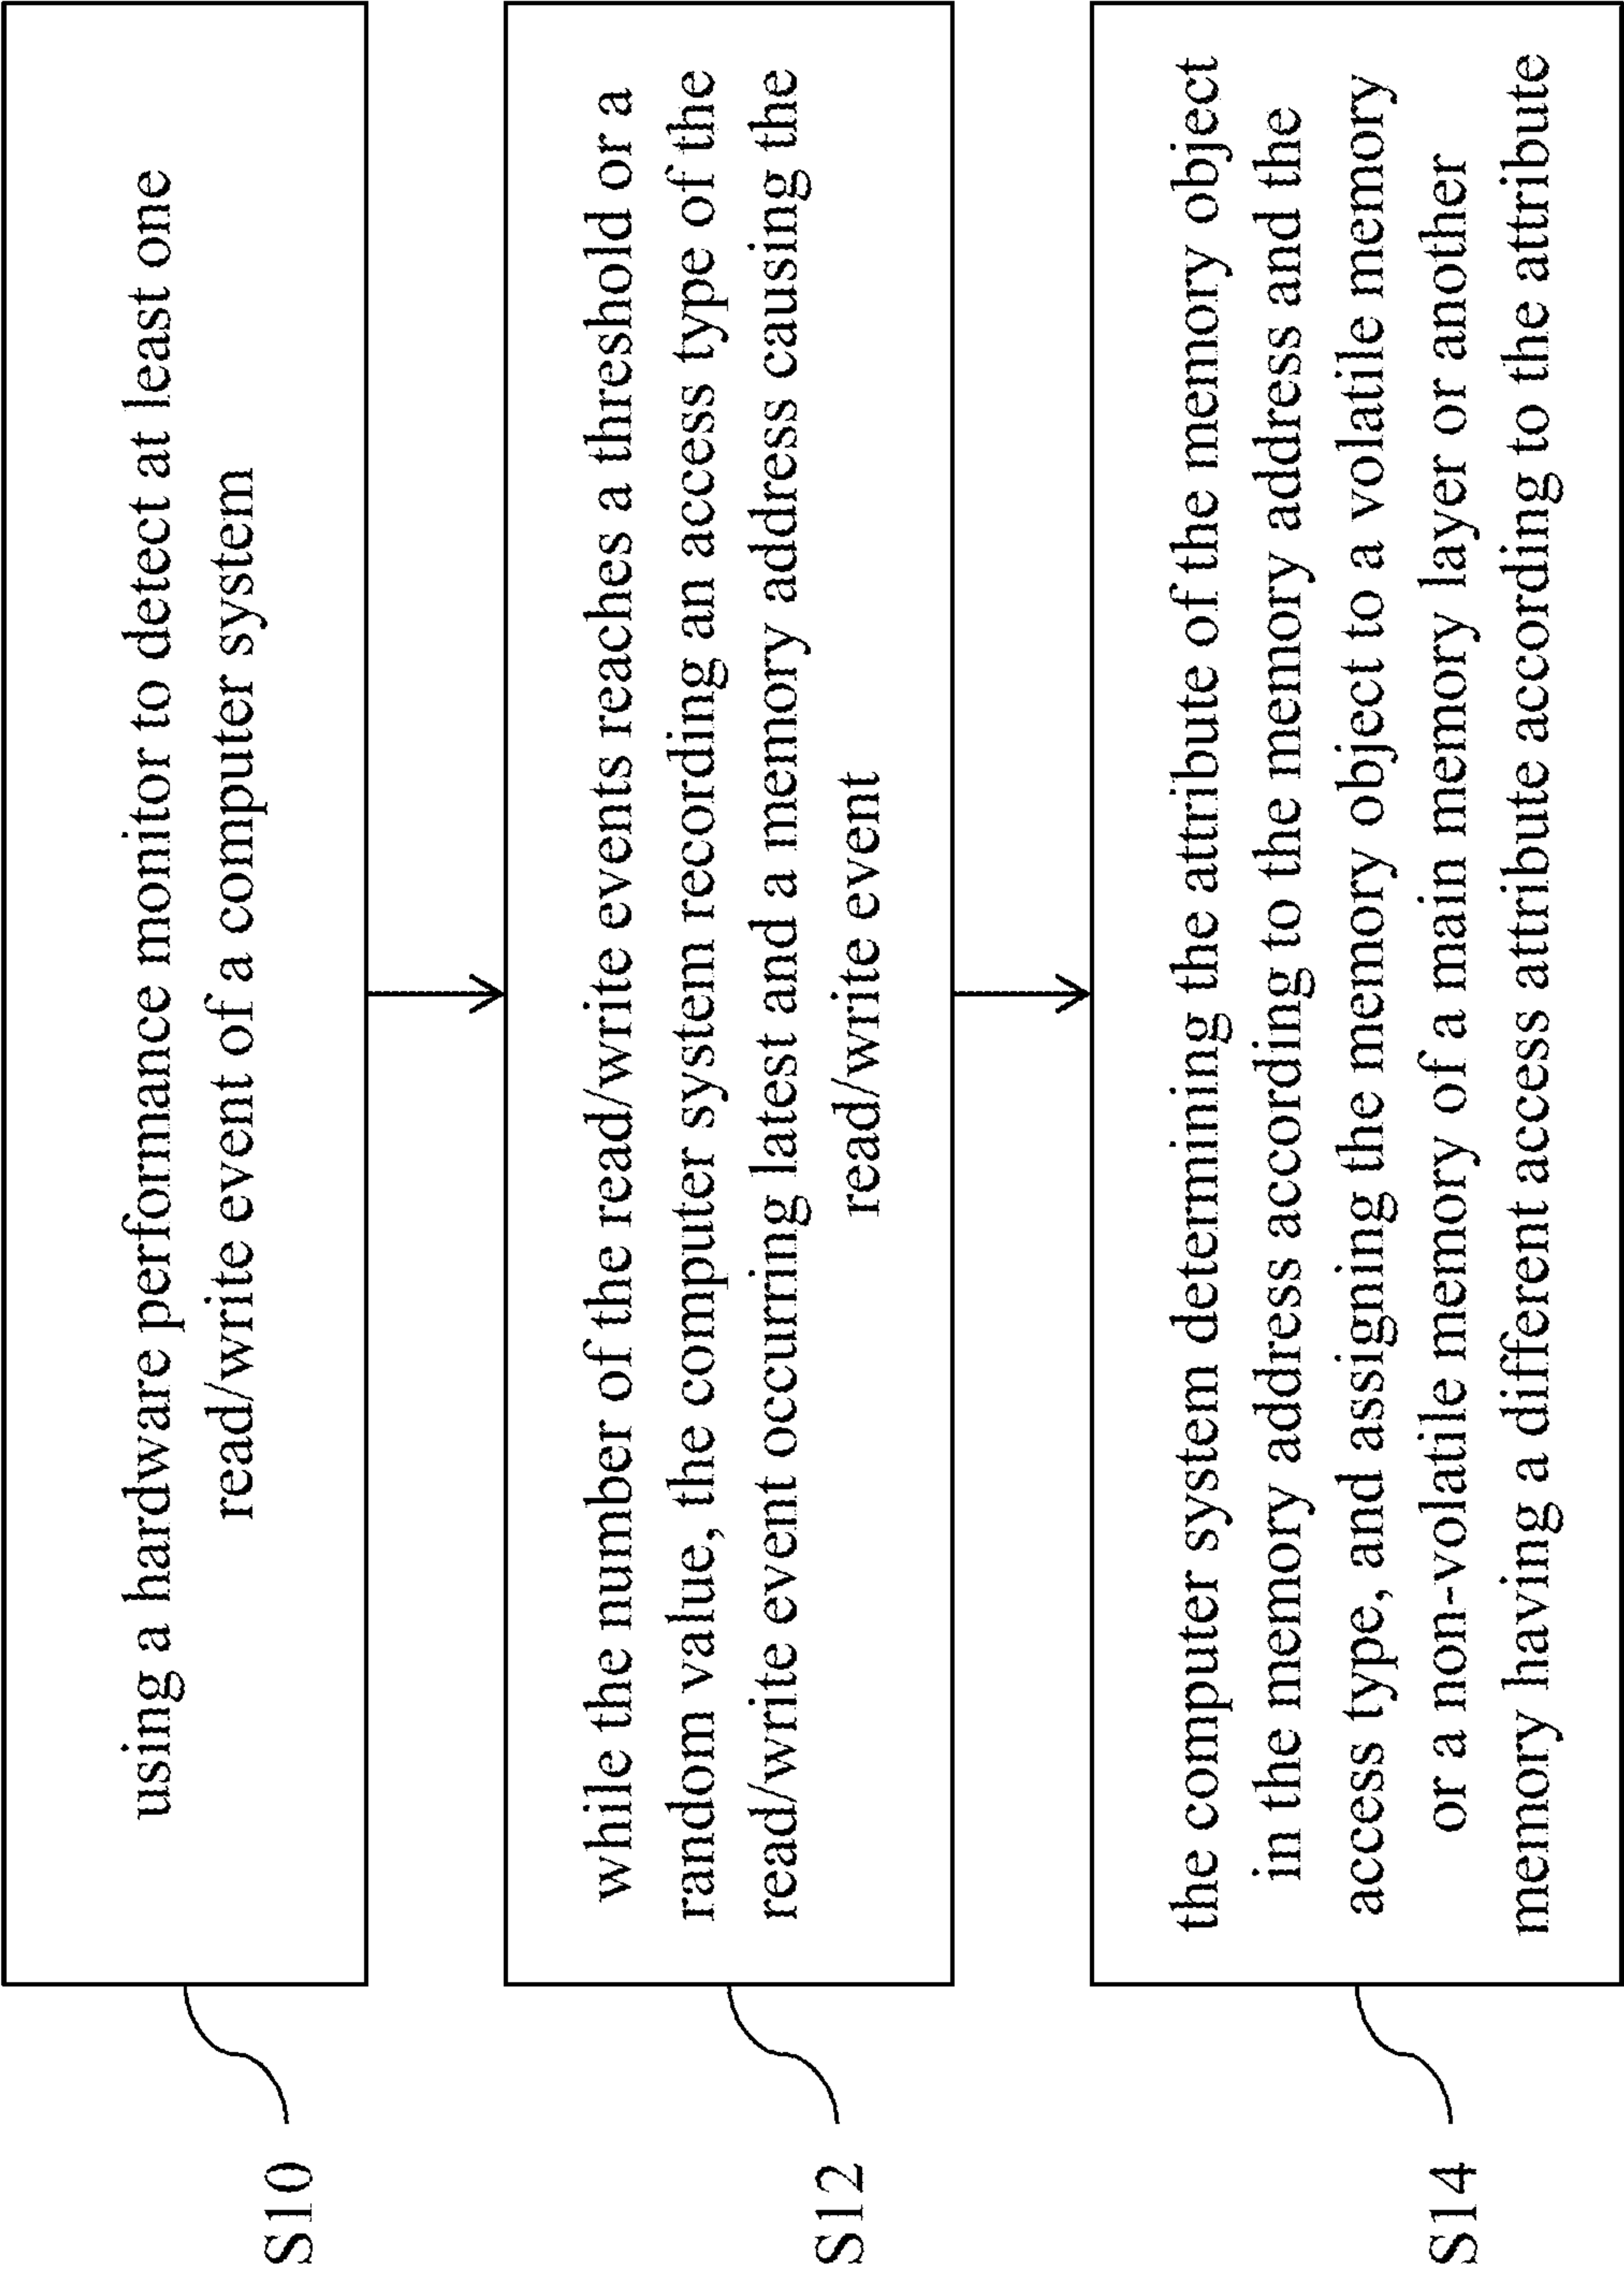 S10
using a hardware performance monitor to detect at least one
read/write event of a computer system
S12
while the number of the read/write events reaches a threshold or a
random value, the computer system recording an access type of the
read/write event occurring latest and a memory address causing the
read/write event
S14
the computer system determining the attribute of the memory object
in the memory address according to the memory address and the
access type, and assigning the memory object to a volatile memory
or a non-volatile memory of a main memory layer or another
memory having a different access attribute according to the attribute